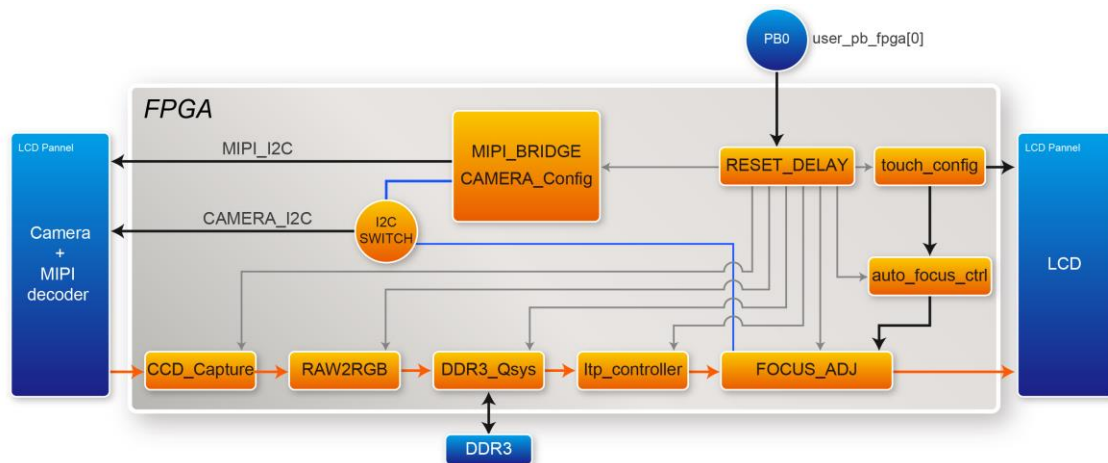 PB0
user_pb_fpga[0]
FPGA
LCD Pannel
Camera
+
MIPI
decoder
MIPI_I2C
CAMERA_I2C
MIPI_BRIDGE
CAMERA_Config
I2C
SWITCH
RESET_DELAY
touch_config
auto_focus_ctrl
LCD Pannel
LCD
CCD_Capture
RAW2RGB
DDR3_Qsys
ltp_controller
FOCUS_ADJ
DDR3